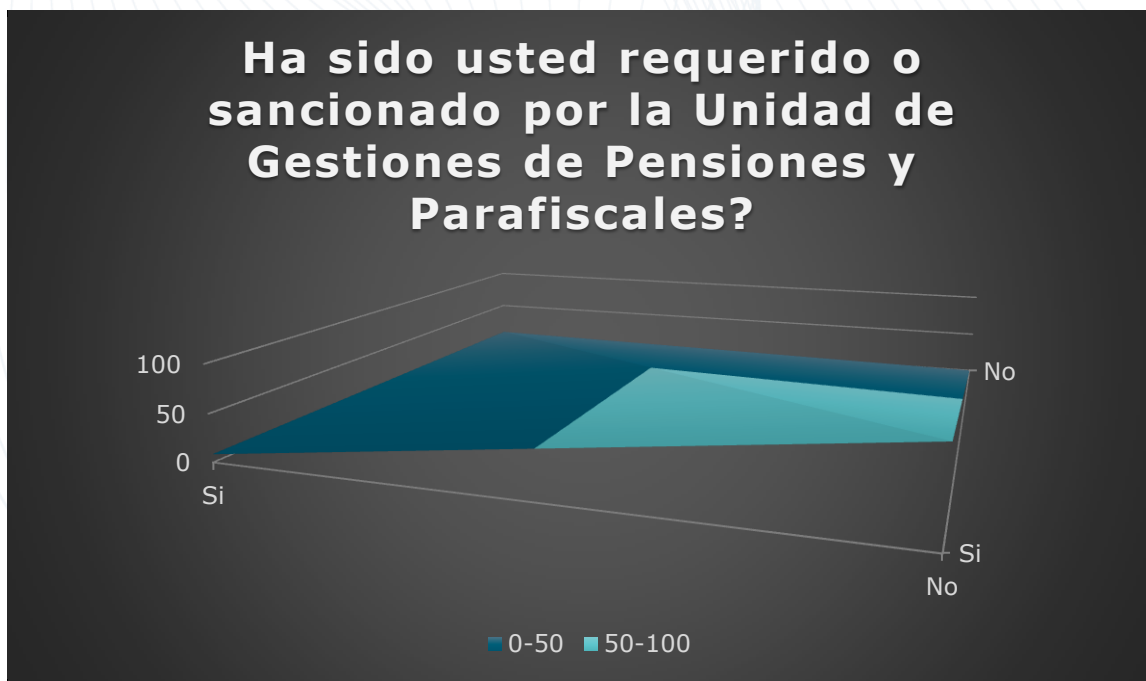 Ha sido usted requerido o
sancionado por la Unidad de
Gestiones de Pensiones y
Parafiscales?
100
50
0
Si
No
Si
No
0-50
50-100